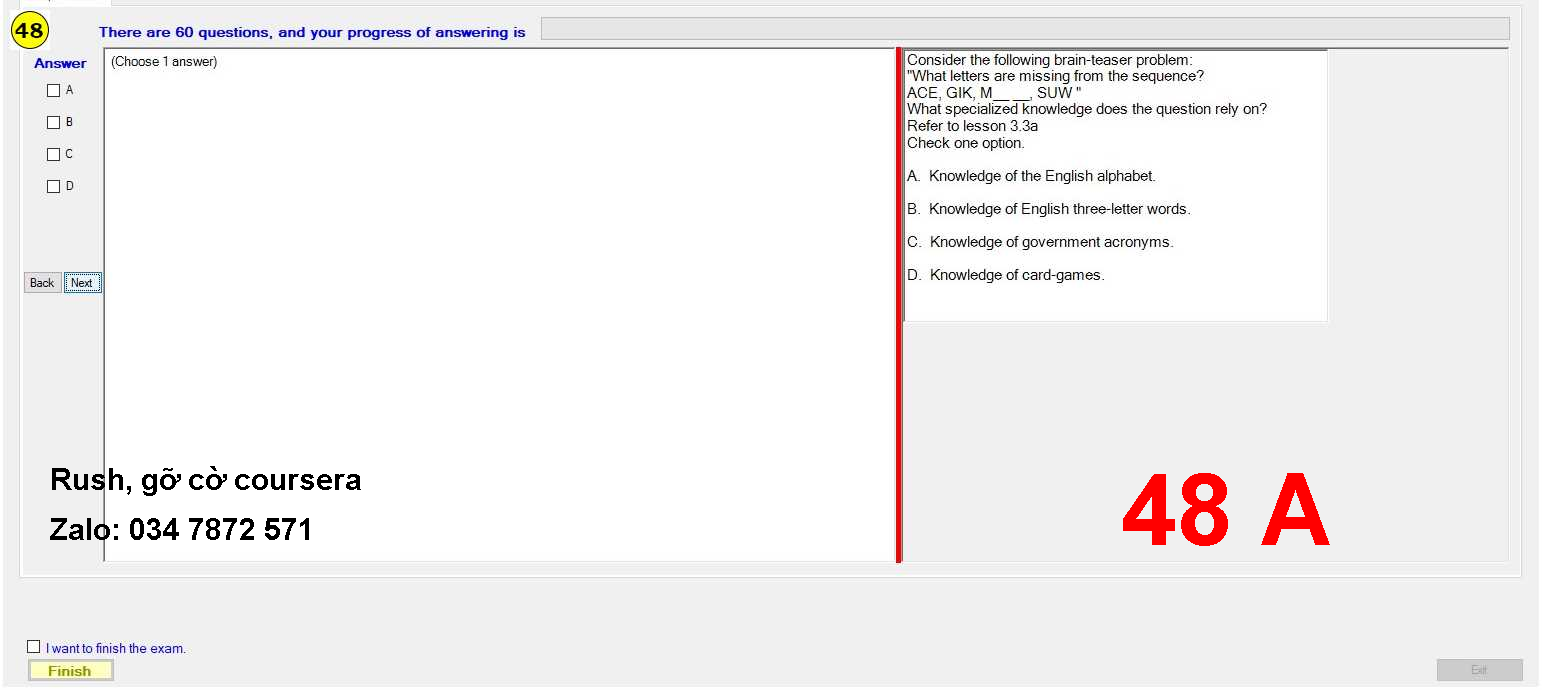 48
There are 60 questions, and your progress of answering is
Answer
(Choose 1 answer)
A
B
C
D
Back
Next
Consider the following brain-teaser problem:
"What letters are missing from the sequence?
ACE, GIK, M__ __, SUW "
What specialized knowledge does the question rely on?
Refer to lesson 3.3a
Check one option.
A. Knowledge of the English alphabet.
B. Knowledge of English three-letter words.
C. Knowledge of government acronyms.
D. Knowledge of card-games.
Rush, gỡ cờ coursera
Zalo: 034 7872 571
48 A
I want to finish the exam.
Finish
Exit